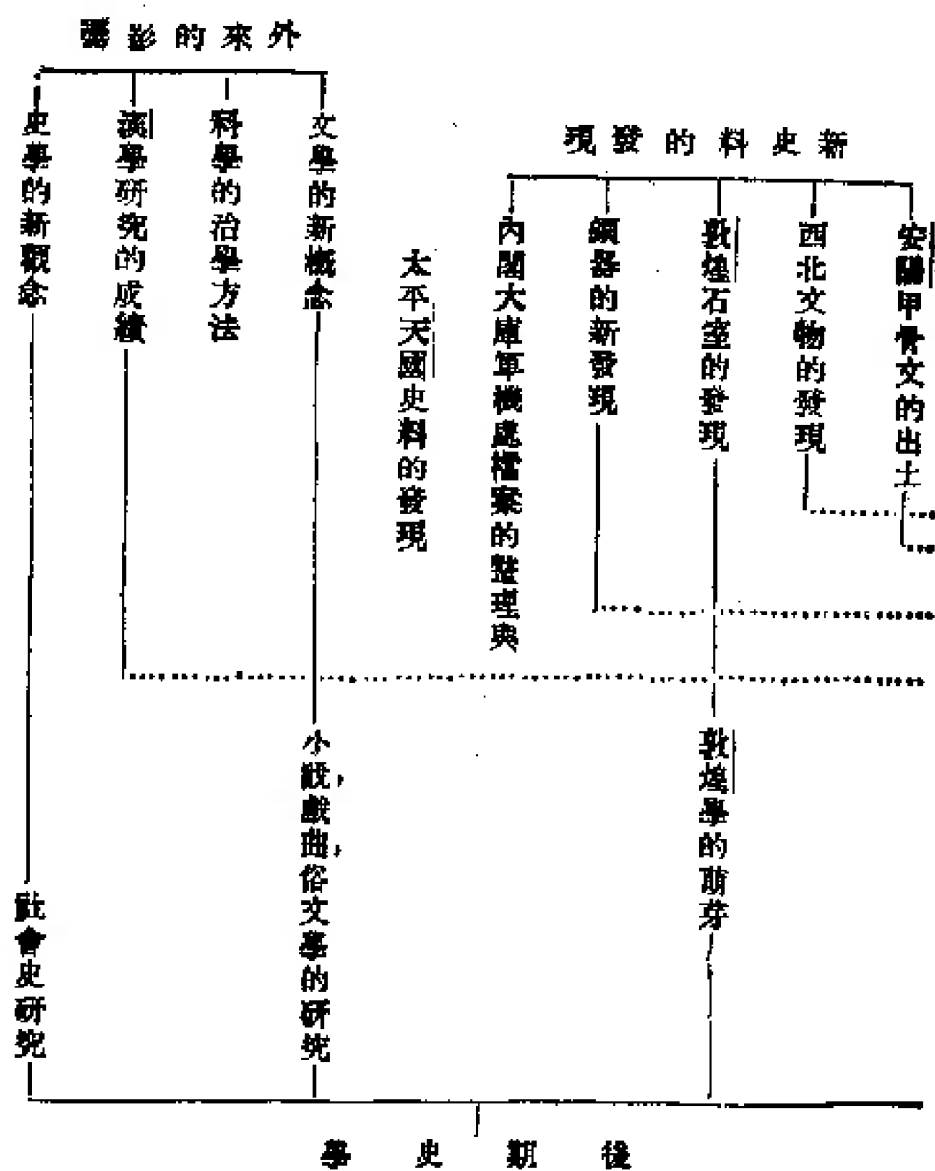 新史料的發現
安陽甲骨文的出土
西北文物的發現
敦煌石室的發現
敦煌學的萌芽
銅器的新發現
內閣大庫軍機處檔案的整理與
太平天國史料的發現
外來的影響
文學的新概念
小說，戲曲，俗文學的研究
科學的治學方法
漢學研究的成績
史學的新觀念
社會史研究
後期史學